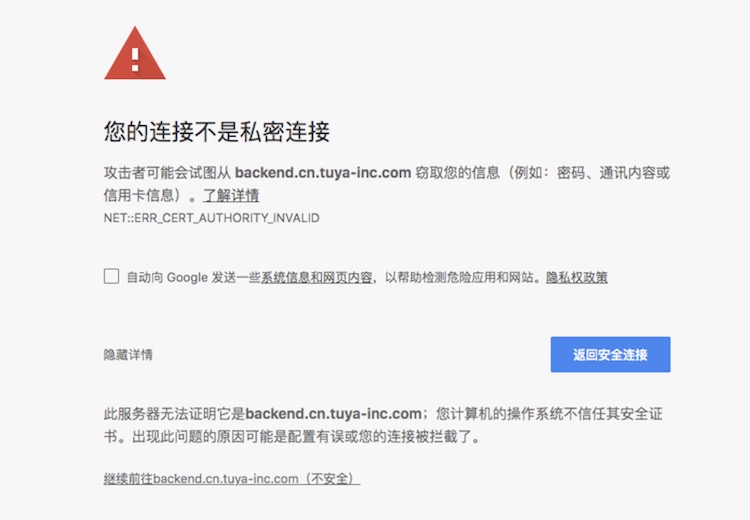 您的连接不是私密连接
攻击者可能会试图从 backend.cn.tuya-inc.com 窃取您的信息（例如：密码、通讯内容或
信用卡信息）。了解详情
NET::ERR_CERT_AUTHORITY_INVALID
自动向 Google 发送一些系统信息和网页内容，以帮助检测危险应用和网站。隐私权政策
隐藏详情
返回安全连接
此服务器无法证明它是backend.cn.tuya-inc.com；您计算机的操作系统不信任其安全证
书。出现此问题的原因可能是配置有误或您的连接被拦截了。
继续前往backend.cn.tuya-inc.com（不安全）